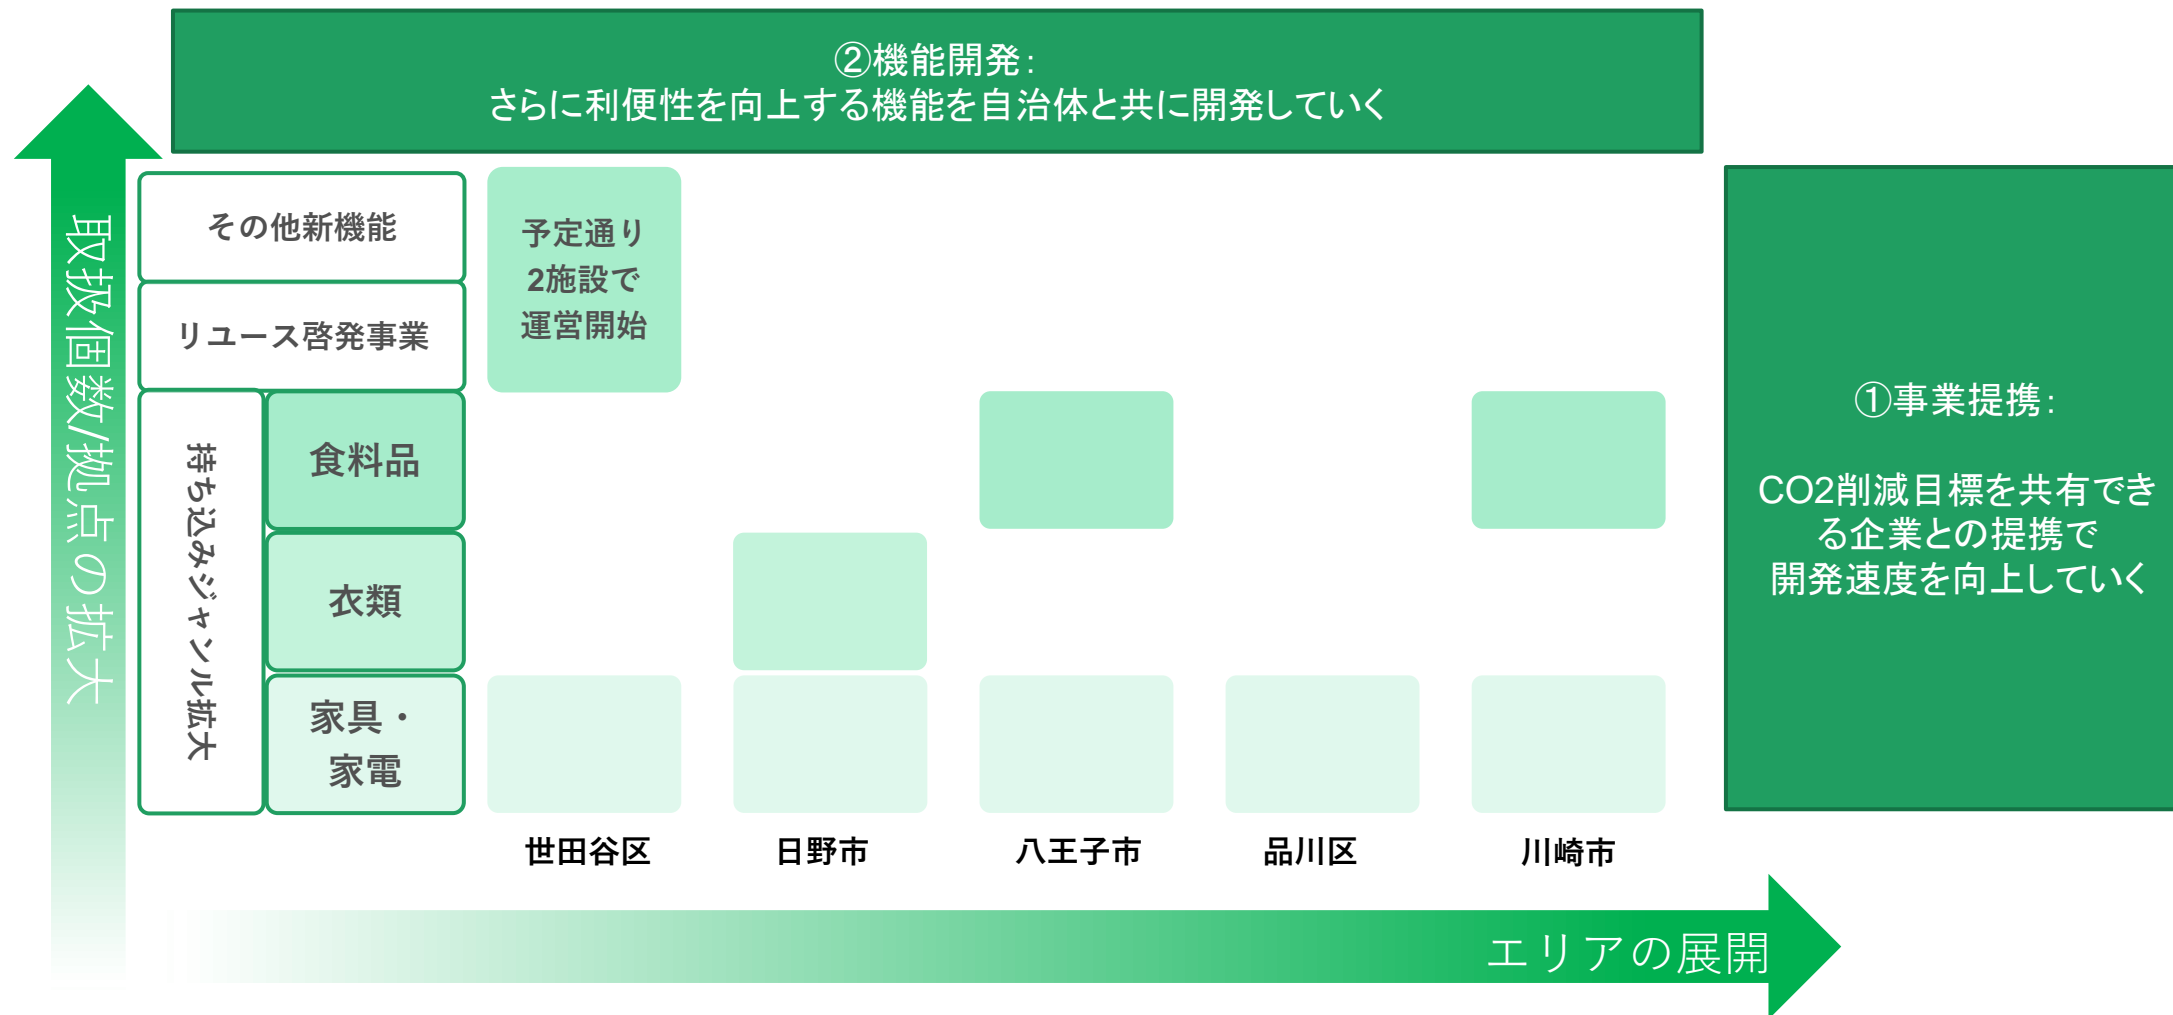 ②機能開発：
さらに利便性を向上する機能を自治体と共に開発していく
取扱個数/拠点の拡大
その他新機能
リユース啓発事業
予定通り
2施設で
運営開始
持ち込みジャンル拡大
食料品
衣類
家具・
家電
①事業提携：
CO2削減目標を共有でき
る企業との提携で
開発速度を向上していく
世田谷区
日野市
八王子市
品川区
川崎市
エリアの展開